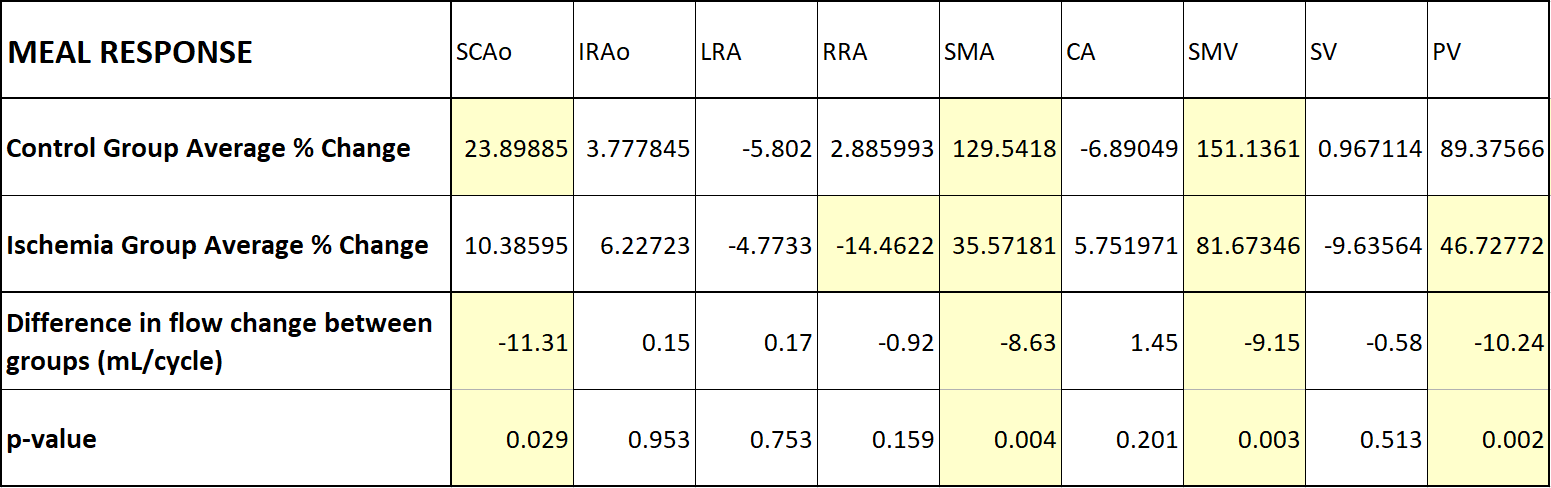 MEAL RESPONSE SCAo IRAo LRA RRA SMA CA SMV SV PV
Control Group Average % Change 23.89885 3.777845 -5.802 2.885993 129.5418 -6.89049 151.1361 0.967114 89.37566
Ischemia Group Average % Change 10.38595 6.22723 -4.7733 -14.4622 35.57181 5.751971 81.67346 -9.63564 46.72772
Difference in flow change between
groups (mL/cycle) -11.31 0.15 0.17 -0.92 -8.63 1.45 -9.15 -0.58 -10.24
p-value 0.029 0.953 0.753 0.159 0.004 0.201 0.003 0.513 0.002